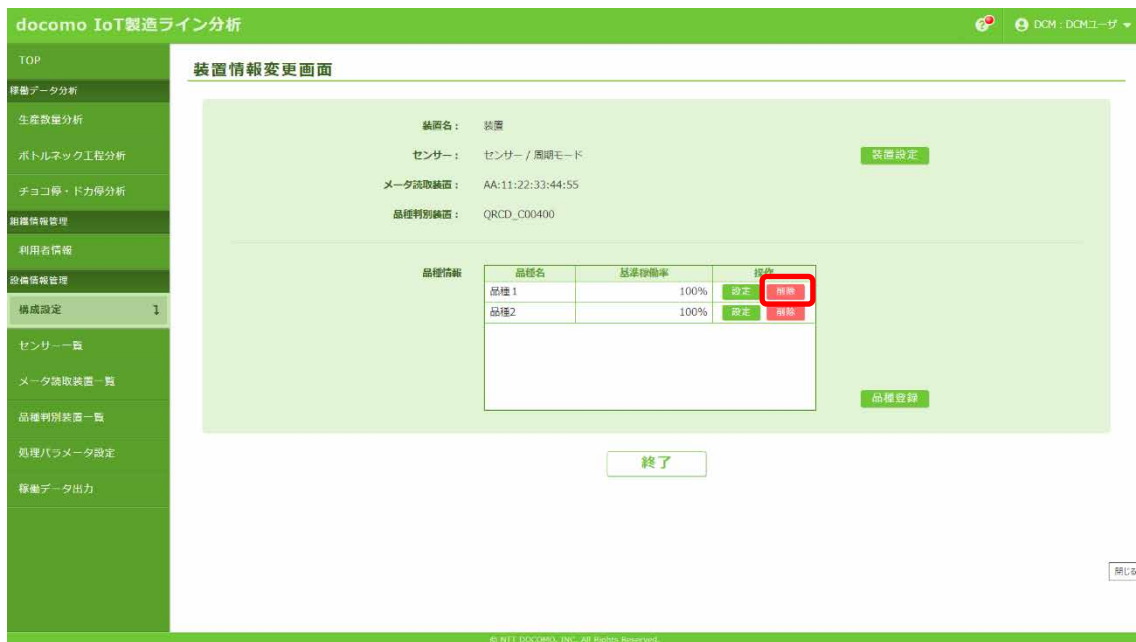 docomo IoT製造ライン分析
DCM : DCMユーザ
TOP
装置情報変更画面
稼働データ分析
生産数量分析
ボトルネック工程分析
チョコ停・ドカ停分析
組織情報管理
利用者情報
設備情報管理
構成設定
センサー一覧
メータ読取装置一覧
品種判別装置一覧
処理パラメータ設定
稼働データ出力
装置名： 装置
センサー： センサー / 周期モード
装置設定
メータ読取装置： AA:11:22:33:44:55
品種判別装置： QRCD_C00400
品種情報
品種名 基準稼働率 操作
品種1 100% 設定 削除
品種2 100% 設定 削除
品種登録
終了
閉じる
© NTT DOCOMO, INC. All Rights Reserved.